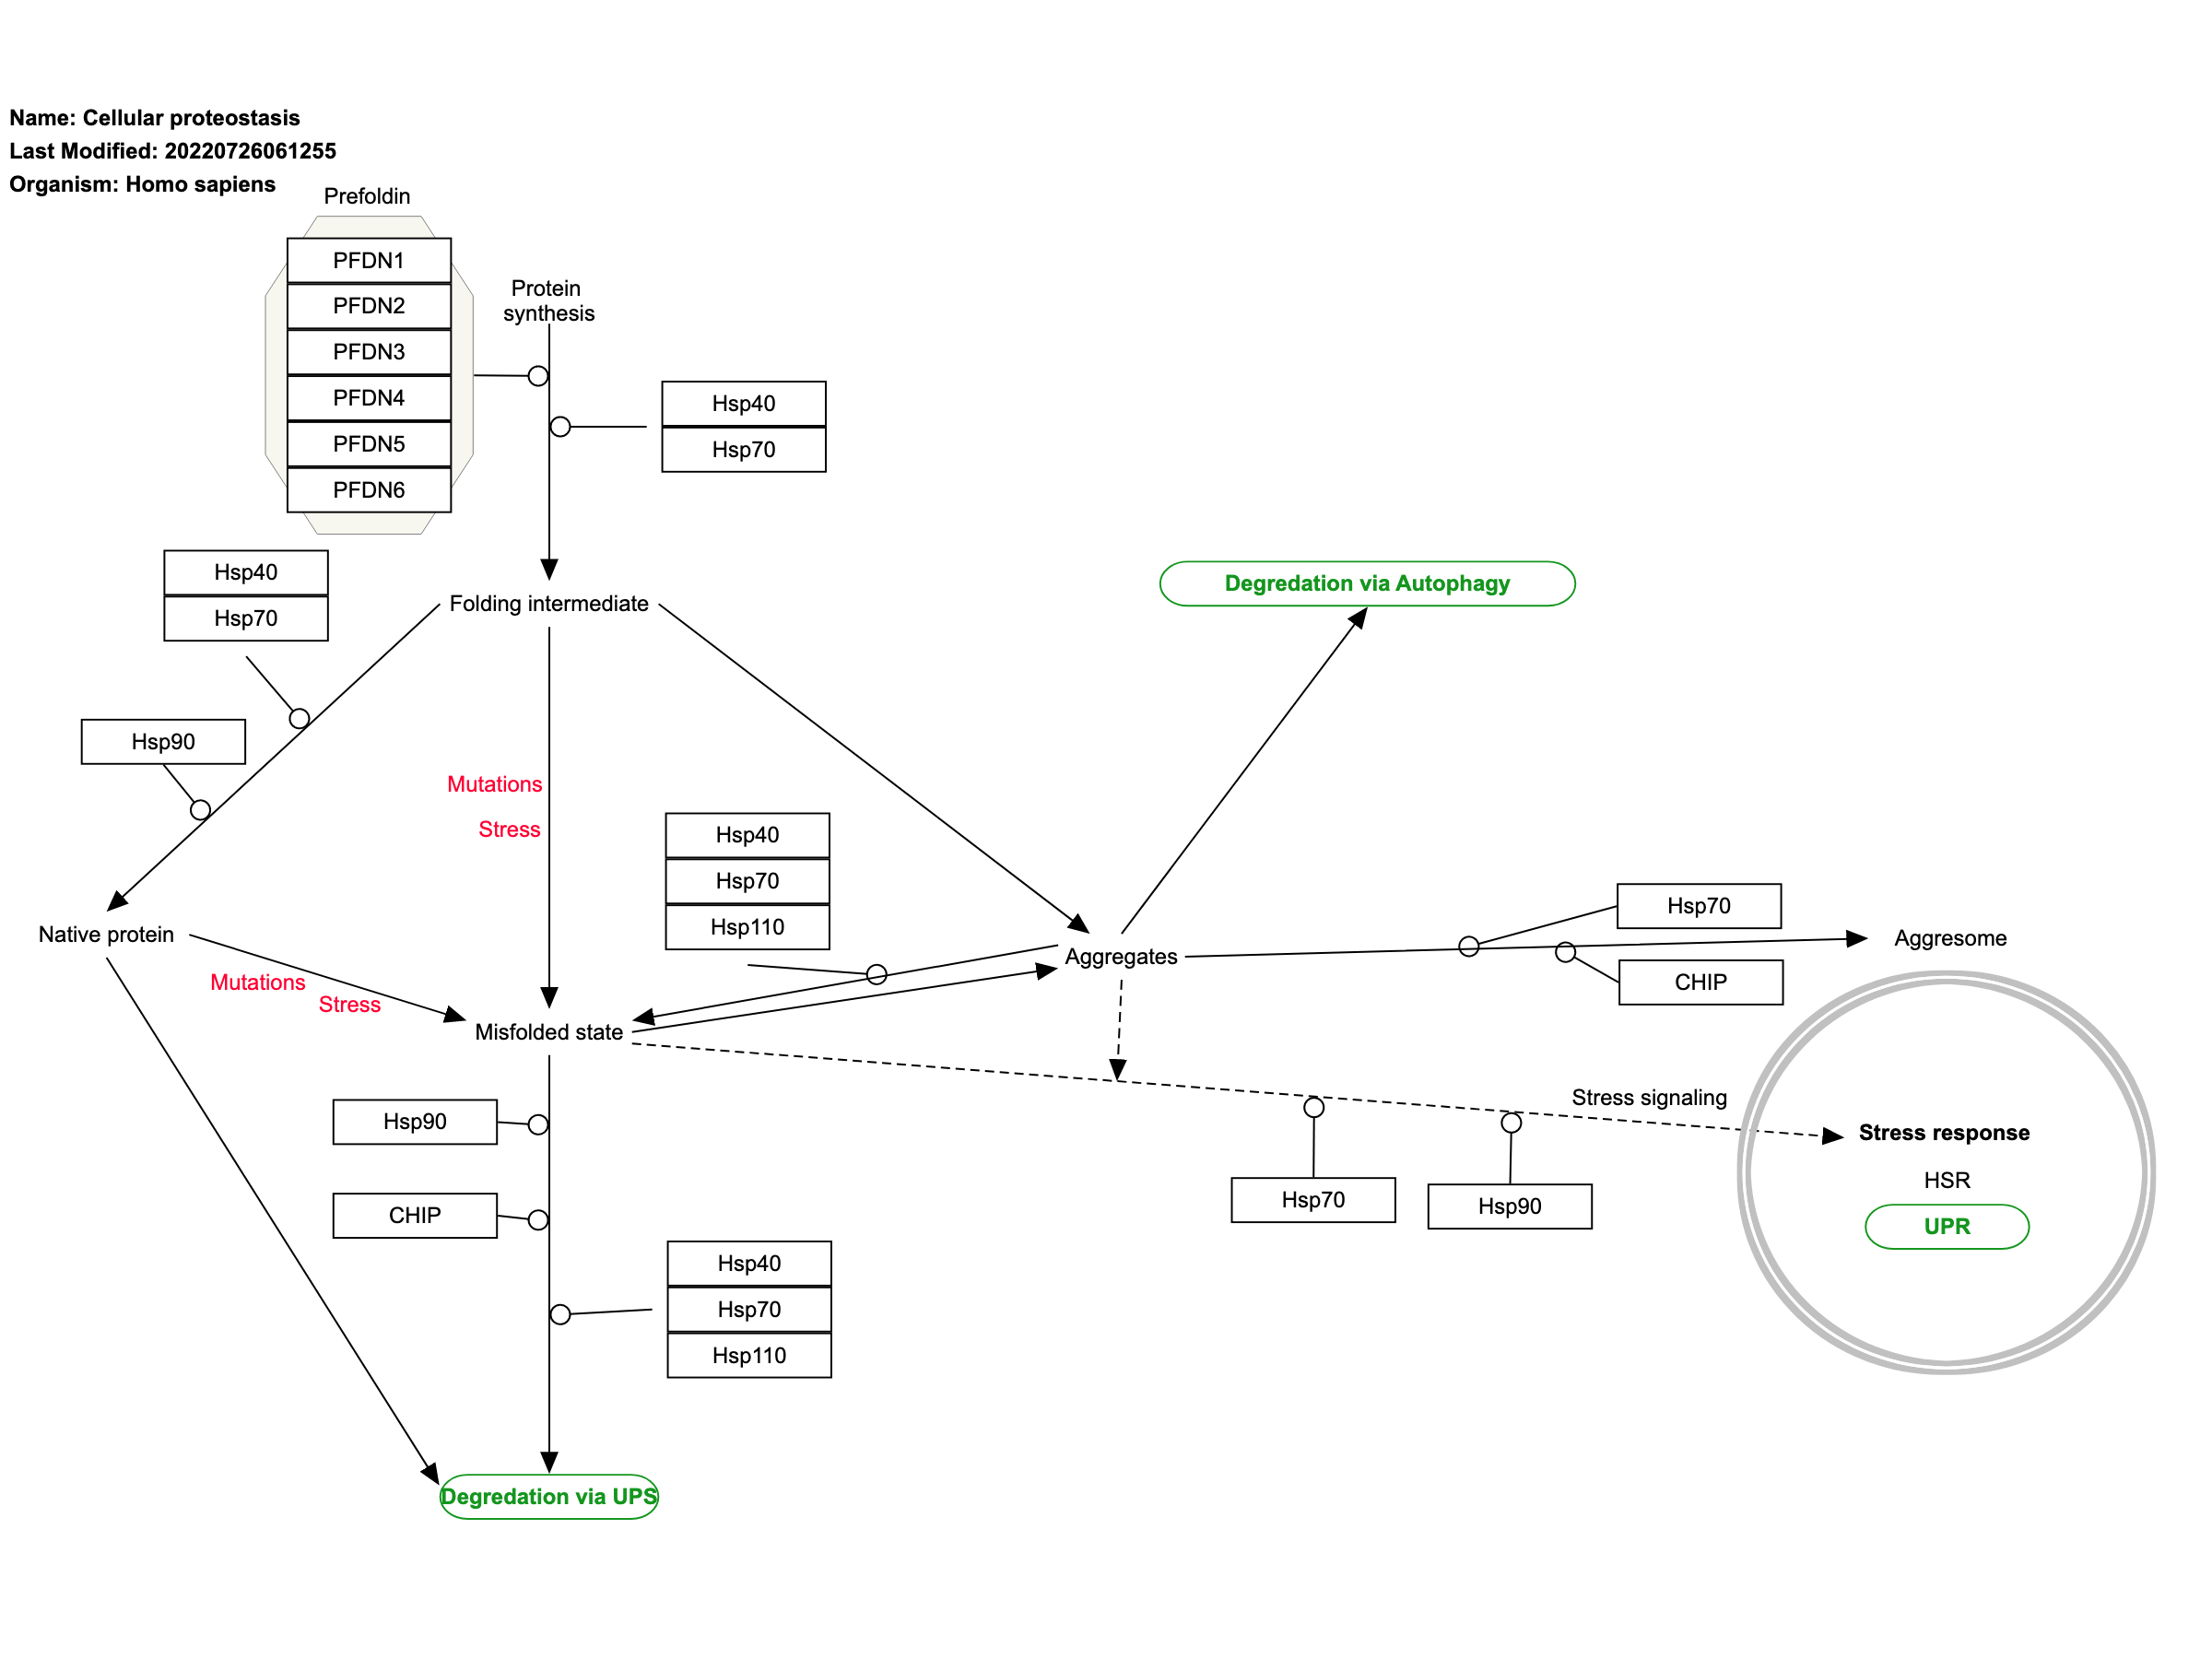 Name: Cellular proteostasis
Last Modified: 20220726061255
Organism: Homo sapiens
Prefoldin
PFDN1
PFDN2
PFDN3
PFDN4
PFDN5
PFDN6
Protein
synthesis
Hsp40
Hsp70
Hsp40
Hsp70
Folding intermediate
Degredation via Autophagy
Hsp90
Mutations
Stress
Hsp40
Hsp70
Hsp110
Native protein
Mutations
Stress
Aggregates
Hsp70
CHIP
Aggresome
Misfolded state
Hsp90
CHIP
Hsp40
Hsp70
Hsp110
Hsp70
Hsp90
Stress signaling
Stress response
HSR
UPR
Degredation via UPS